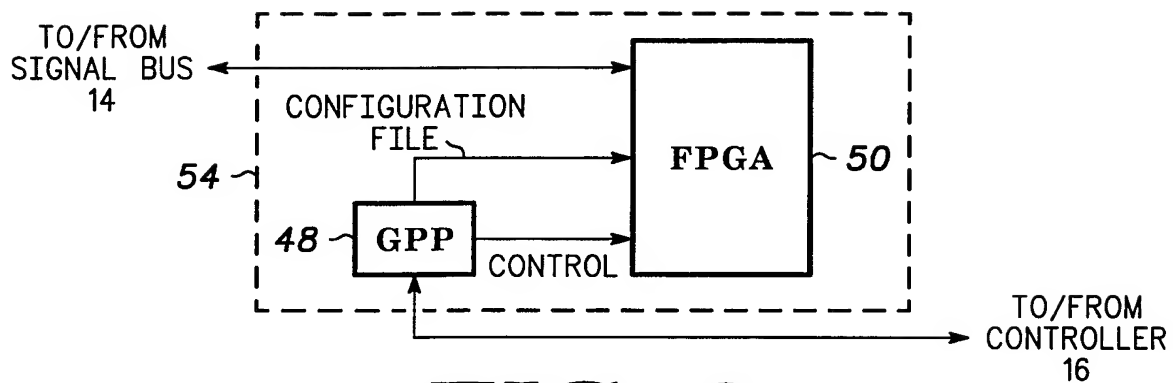 TO/FROM
SIGNAL BUS
14
CONFIGURATION
FILE
FPGA
50
54
48
GPP
CONTROL
TO/FROM
CONTROLLER
16